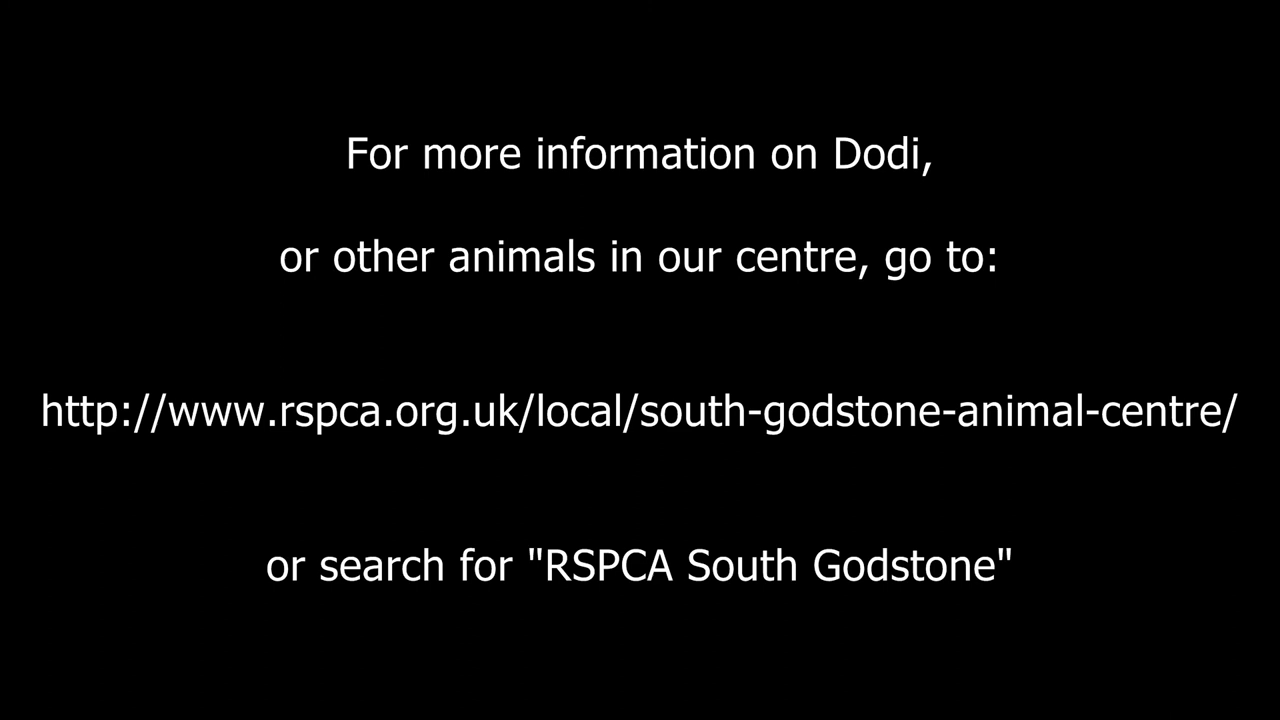 For more information on Dodi,
or other animals in our centre, go to:
http://www.rspca.org.uk/local/south-godstone-animal-centre/
or search for "RSPCA South Godstone"